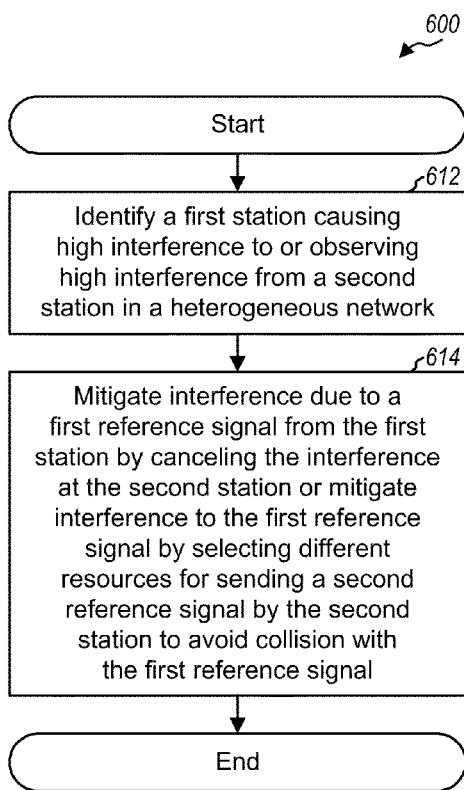 600
Start
612
Identify a first station causing
high interference to or observing
high interference from a second
station in a heterogeneous network
614
Mitigate interference due to a
first reference signal from the first
station by canceling the interference
at the second station or mitigate
interference to the first reference
signal by selecting different
resources for sending a second
reference signal by the second
station to avoid collision with
the first reference signal
End